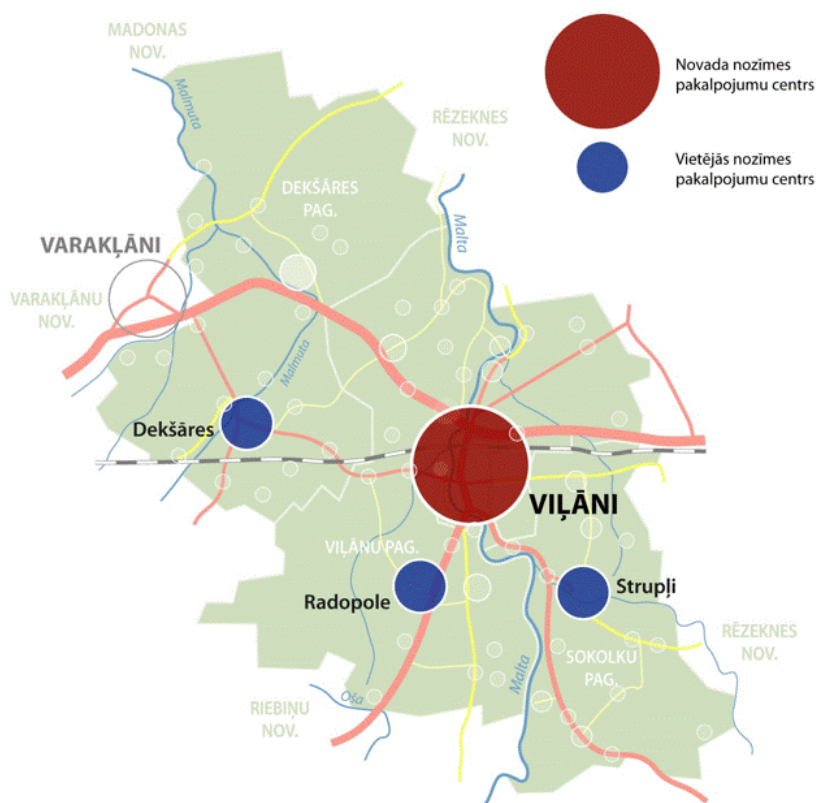 MADONAS
NOV.
Malmuta
Novada nozīmes
pakalpojumu centrs
RĒZEKNES
NOV.
Vietējās nozīmes
pakalpojumu centrs
DEKŠĀRES
PAG.
Malta
VARAKĻĀNI
VARAKĻĀNU
NOV.
Malmuta
Dekšāres
VIĻĀNI
VIĻĀNU PAG.
Radopole
Strupļi
RĒZEKNES
NOV.
SOKOLKU
PAG.
Malta
Oša
RIEBIŅU
NOV.